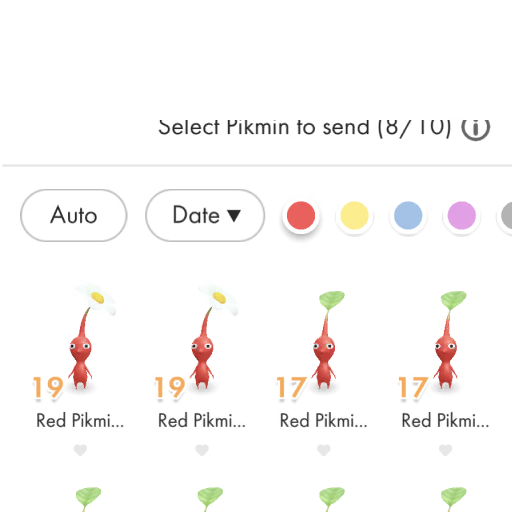 Select Pikmin to send (8/10)
Auto
Date ▼
19 19 17 17
Red Pikmi... Red Pikmi... Red Pikmi... Red Pikmi...